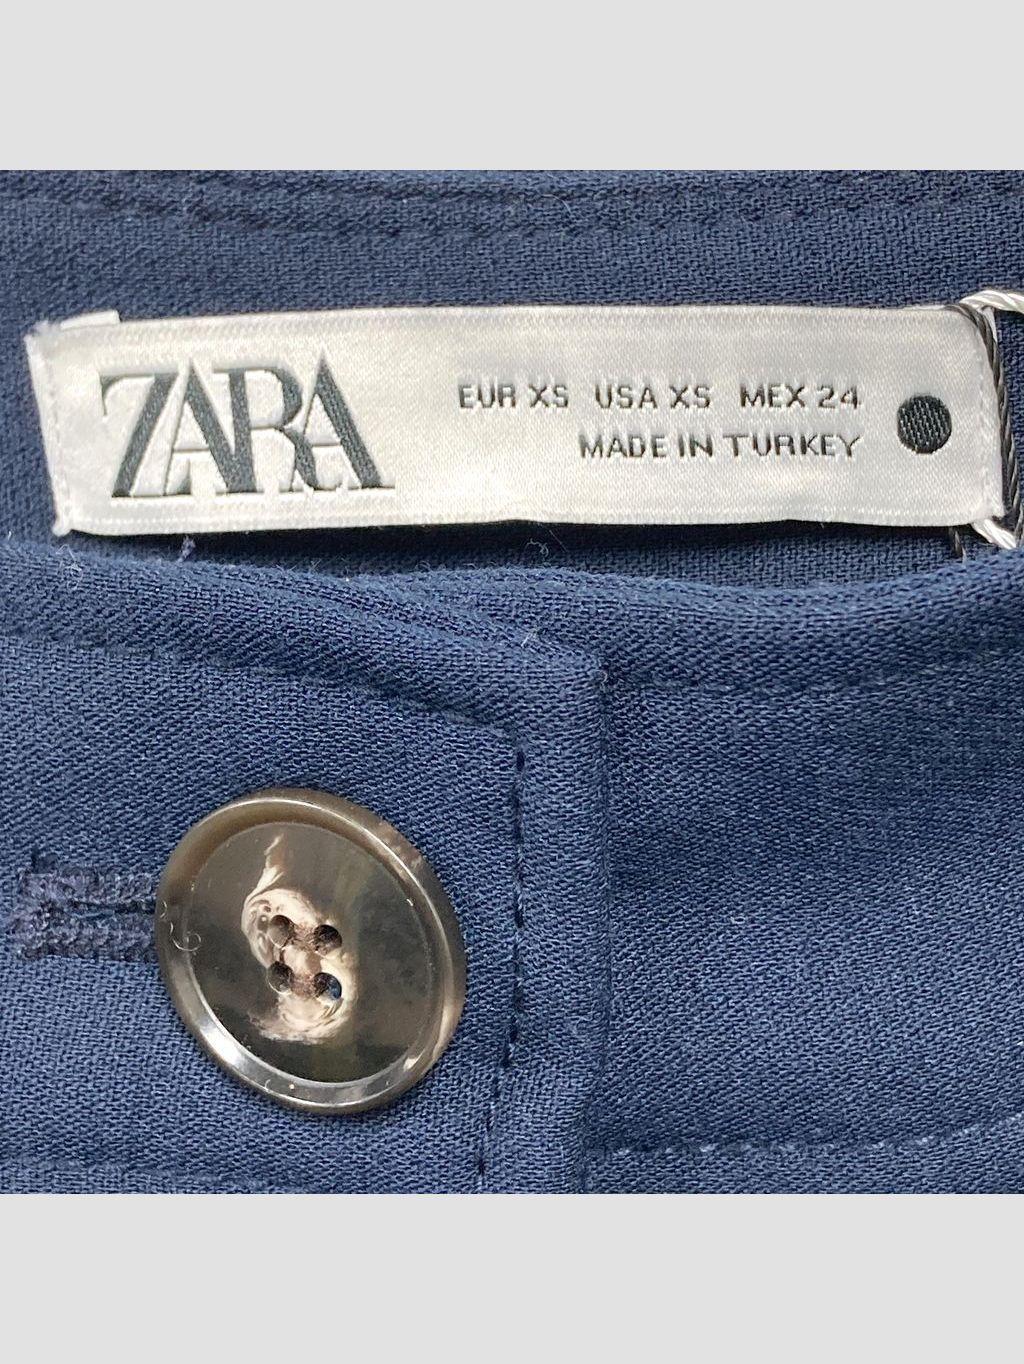 ZARA
EUR XS USA XS MEX 24
MADE IN TURKEY